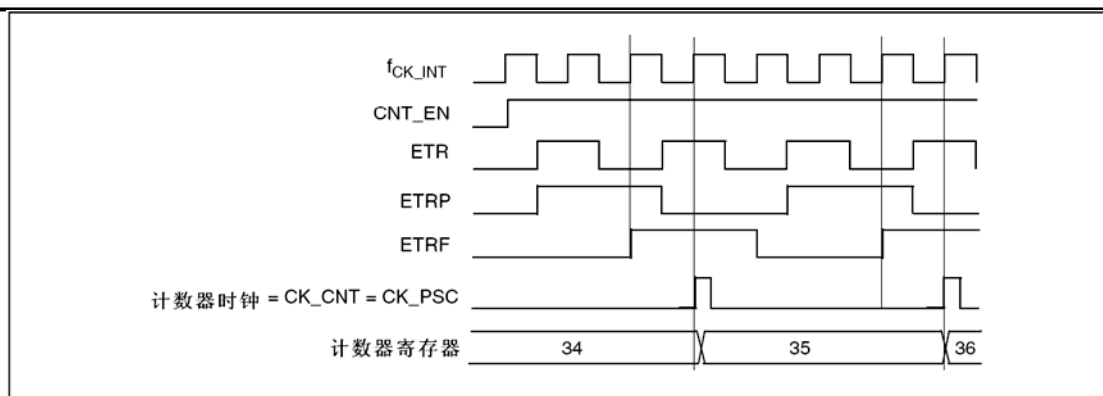 fCK_INT
CNT_EN
ETR
ETRP
ETRF
计数器时钟 = CK_CNT = CK_PSC
计数器寄存器 34 35 36